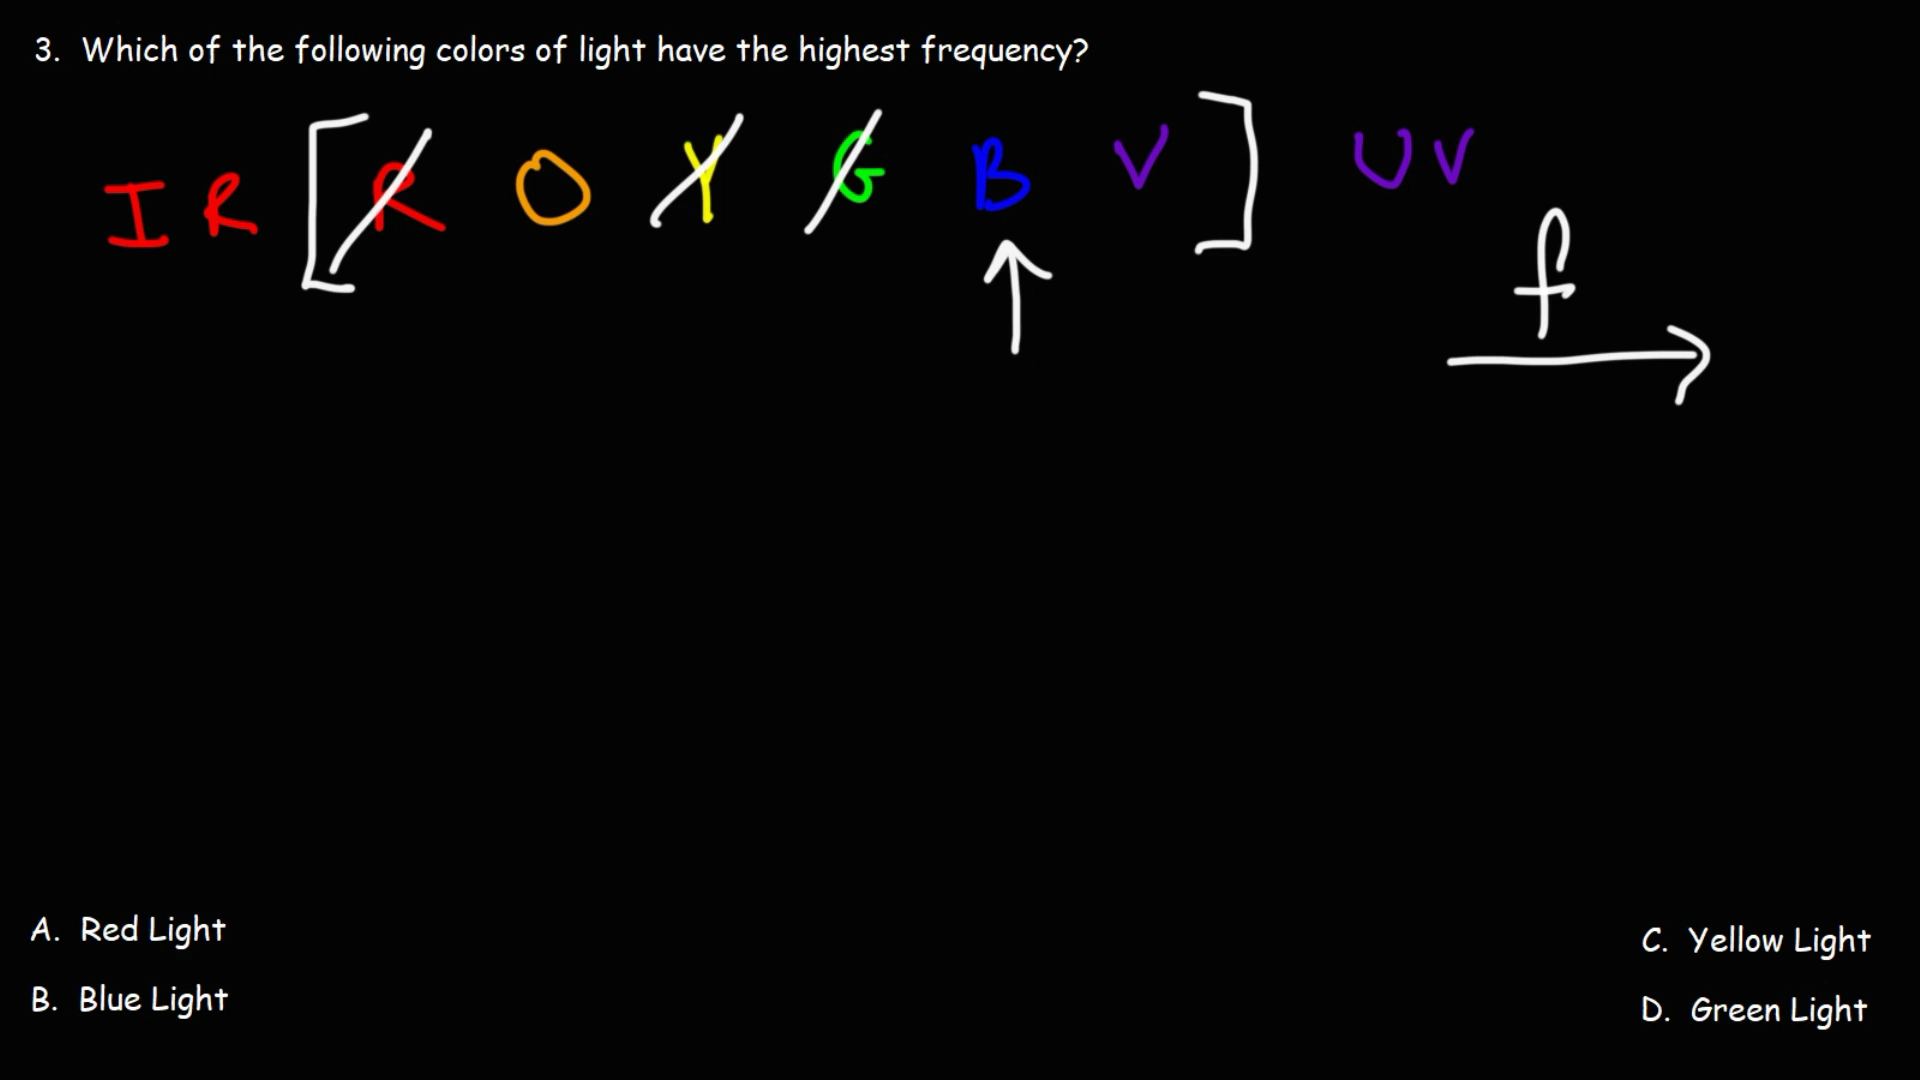 3. Which of the following colors of light have the highest frequency?
IR [R O Y G B V] UV
f
A. Red Light
B. Blue Light
C. Yellow Light
D. Green Light